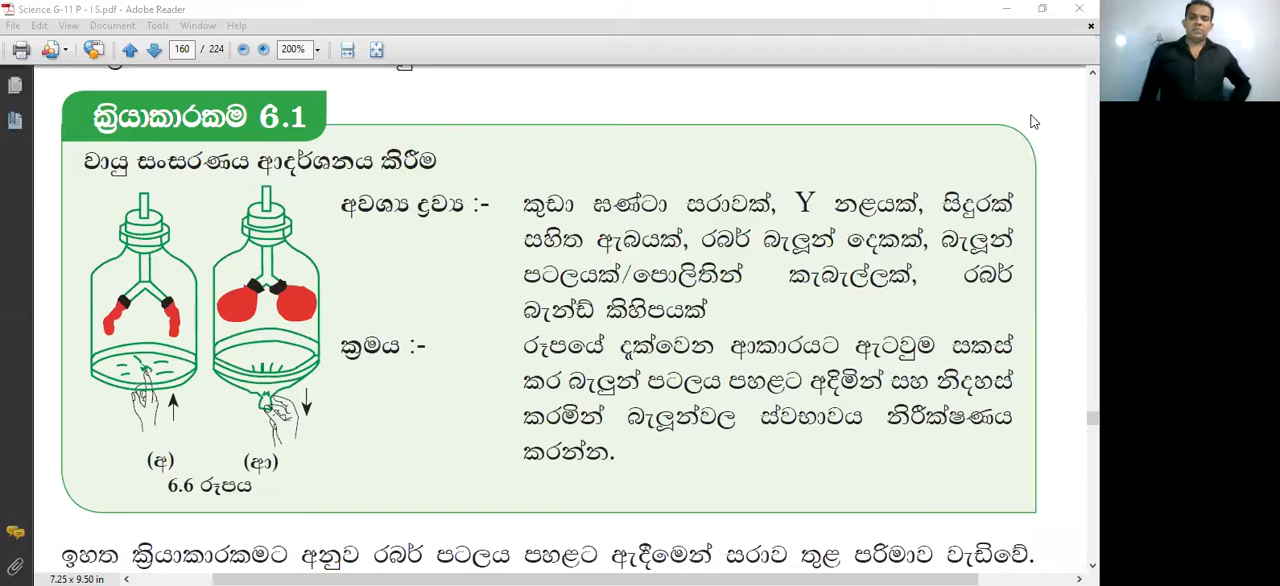 Science G-11 P - I S.pdf - Adobe Reader
File Edit View Document Tools Window Help
160 / 224 200%
ක්‍රියාකාරකම 6.1
වායු සංසරණය ආදර්ශනය කිරීම
අවශ්‍ය ද්‍රව්‍ය :- කුඩා ඝණ්ටා සරාවක්, Y නළයක්, සිදුරක්
සහිත ඇබයක්, රබර් බැලූන් දෙකක්, බැලූන්
පටලයක්/පොලිතින් කැබැල්ලක්, රබර්
බෑන්ඩ් කිහිපයක්
ක්‍රමය :- රූපයේ දැක්වෙන ආකාරයට ඇටවුම සකස්
කර බැලුන් පටලය පහළට අදිමින් සහ නිදහස්
කරමින් බැලූන්වල ස්වභාවය නිරීක්ෂණය
කරන්න.
(අ) (ආ)
6.6 රූපය
ඉහත ක්‍රියාකාරකමට අනුව රබර් පටලය පහළට ඇදීමෙන් සරාව තුළ පරිමාව වැඩිවේ.
7.25 x 9.50 in